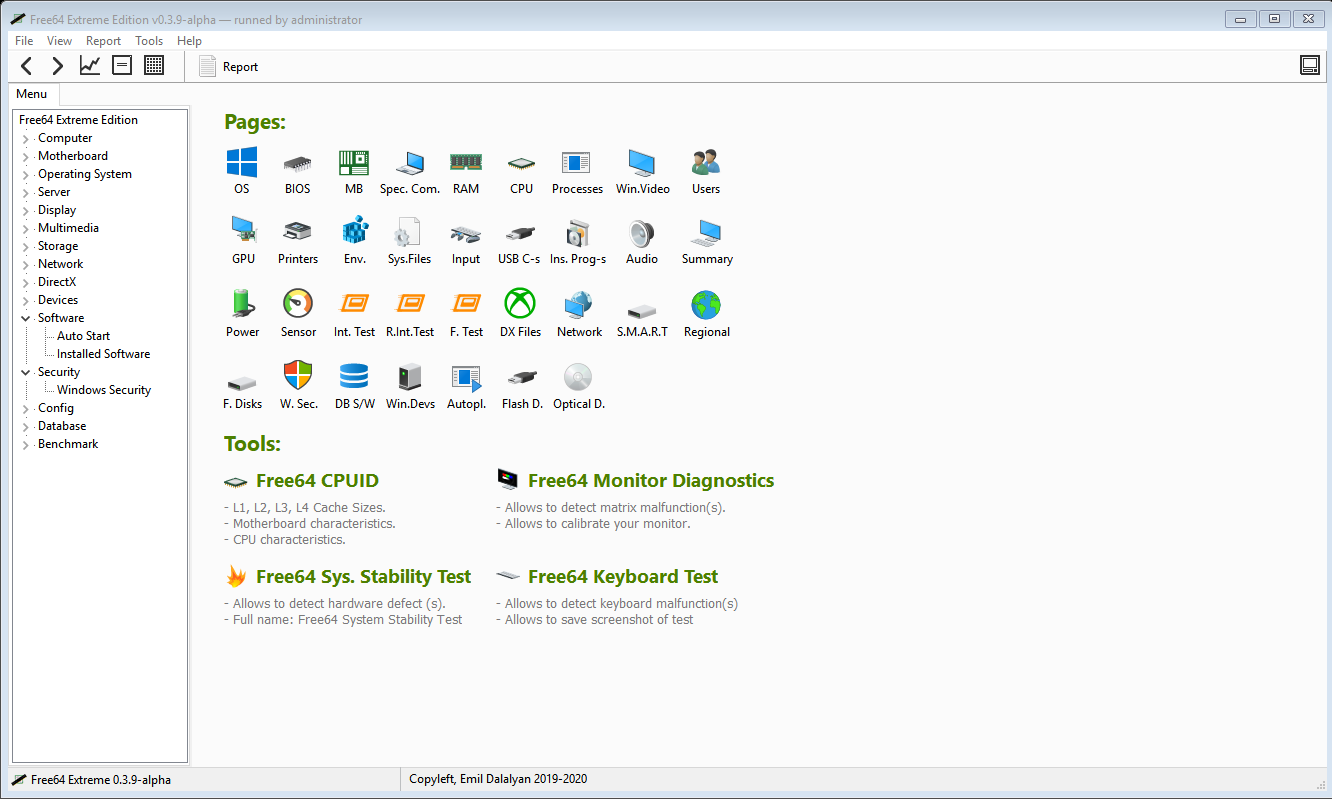 Free64 Extreme Edition v0.3.9-alpha — runned by administrator
File View Report Tools Help
Report
Menu
Free64 Extreme Edition
Computer
Motherboard
Operating System
Server
Display
Multimedia
Storage
Network
DirectX
Devices
Software
Auto Start
Installed Software
Security
Windows Security
Config
Database
Benchmark
Pages:
OS BIOS MB Spec. Com. RAM CPU Processes Win.Video Users
GPU Printers Env. Sys.Files Input USB C-s Ins. Prog-s Audio Summary
Power Sensor Int. Test R.Int.Test F. Test DX Files Network S.M.A.R.T Regional
F. Disks W. Sec. DB S/W Win.Devs Autopl. Flash D. Optical D.
Tools:
Free64 CPUID
- L1, L2, L3, L4 Cache Sizes.
- Motherboard characteristics.
- CPU characteristics.
Free64 Monitor Diagnostics
- Allows to detect matrix malfunction(s).
- Allows to calibrate your monitor.
Free64 Sys. Stability Test
- Allows to detect hardware defect (s).
- Full name: Free64 System Stability Test
Free64 Keyboard Test
- Allows to detect keyboard malfunction(s)
- Allows to save screenshot of test
Free64 Extreme 0.3.9-alpha
Copyleft, Emil Dalalyan 2019-2020